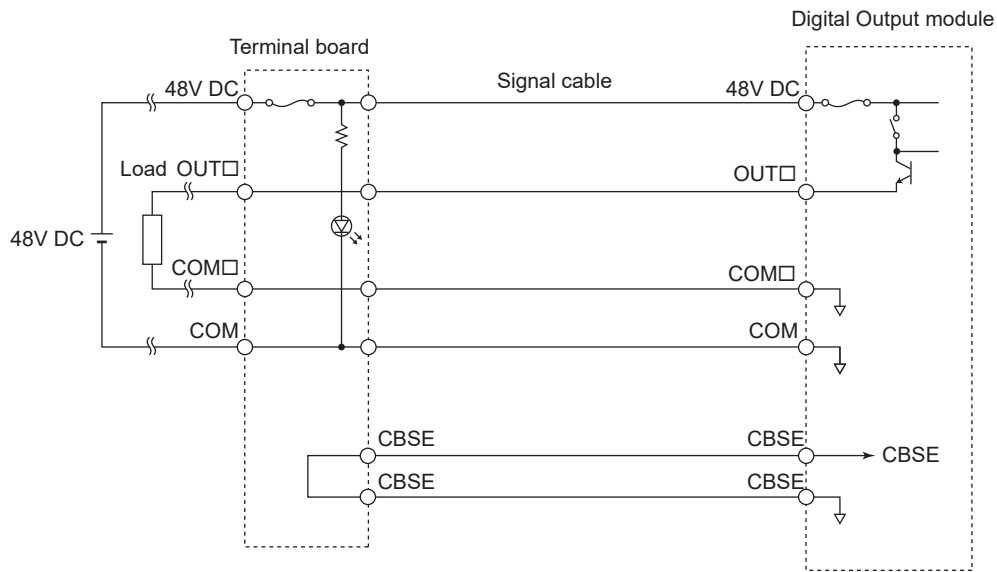 Digital Output module
Terminal board
48V DC
Signal cable
48V DC
Load OUT□
OUT□
48V DC
COM□
COM□
COM
COM
CBSE
CBSE
CBSE
CBSE
CBSE